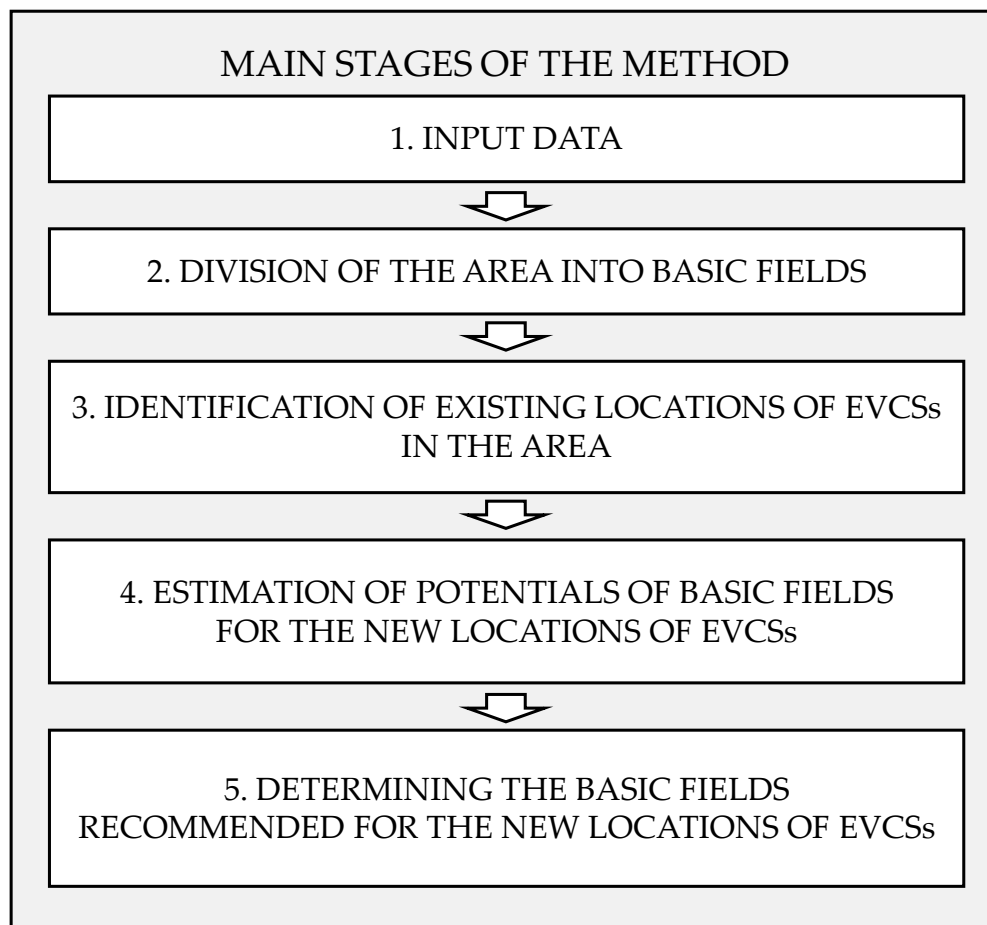 MAIN STAGES OF THE METHOD
1. INPUT DATA
2. DIVISION OF THE AREA INTO BASIC FIELDS
3. IDENTIFICATION OF EXISTING LOCATIONS OF EVCSs
IN THE AREA
4. ESTIMATION OF POTENTIALS OF BASIC FIELDS
FOR THE NEW LOCATIONS OF EVCSs
5. DETERMINING THE BASIC FIELDS
RECOMMENDED FOR THE NEW LOCATIONS OF EVCSs